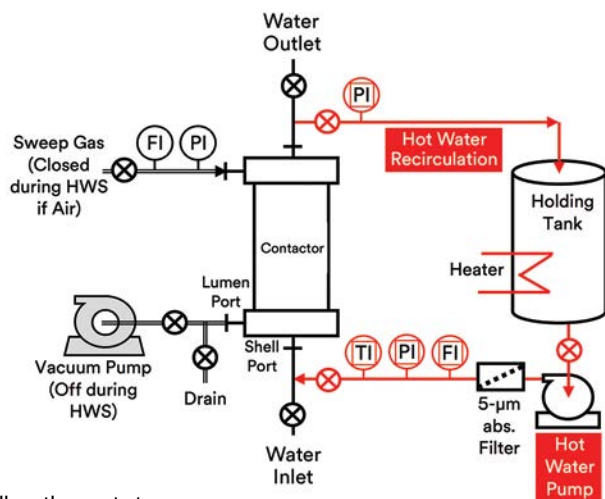 Water
Outlet
PI
Sweep Gas
(Closed
during HWS
if Air)
FI
PI
Hot Water
Recirculation
Holding
Tank
Contactor
Heater
Lumen
Port
Shell
Port
Vacuum Pump
(Off during
HWS)
Drain
TI
PI
FI
5-µm
abs.
Filter
Water
Inlet
Hot
Water
Pump